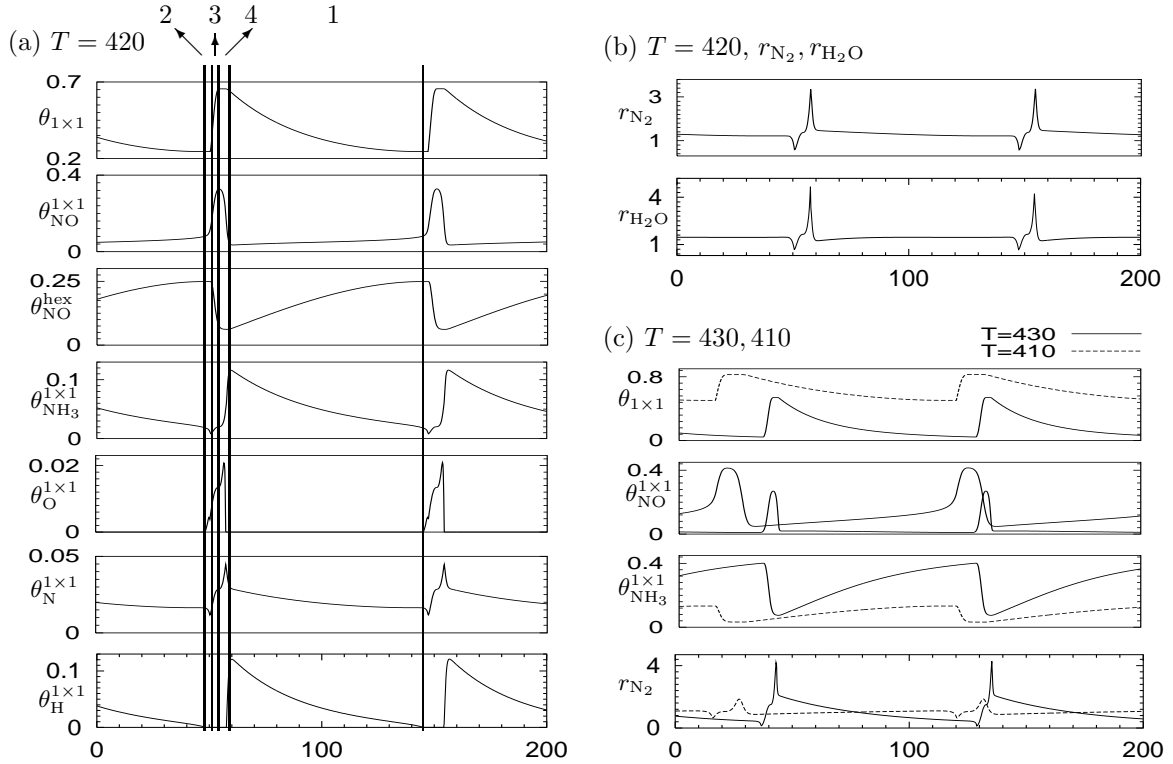 2 3 4 1
(a) T = 420
0.7
θ1×1
0.2
0.4
θNO1×1
0
0.25
θNOhex
0
0.1
θNH31×1
0
0.02
θO1×1
0
0.05
θN1×1
0
0.1
θH1×1
0
0 100 200
(b) T = 420, rN2, rH2O
3
rN2
1
4
rH2O
1
0 100 200
(c) T = 430, 410
T=430
T=410
0.8
θ1×1
0
0.4
θNO1×1
0
0.4
θNH31×1
0
4
rN2
0
0 100 200